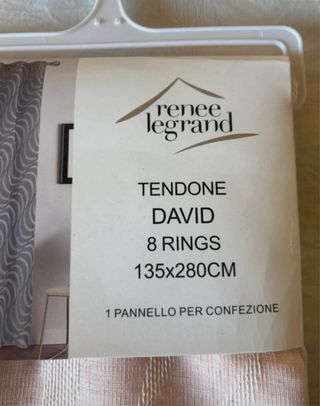 renee
legrand
TENDONE
DAVID
8 RINGS
135x280CM
1 PANNELLO PER CONFEZIONE